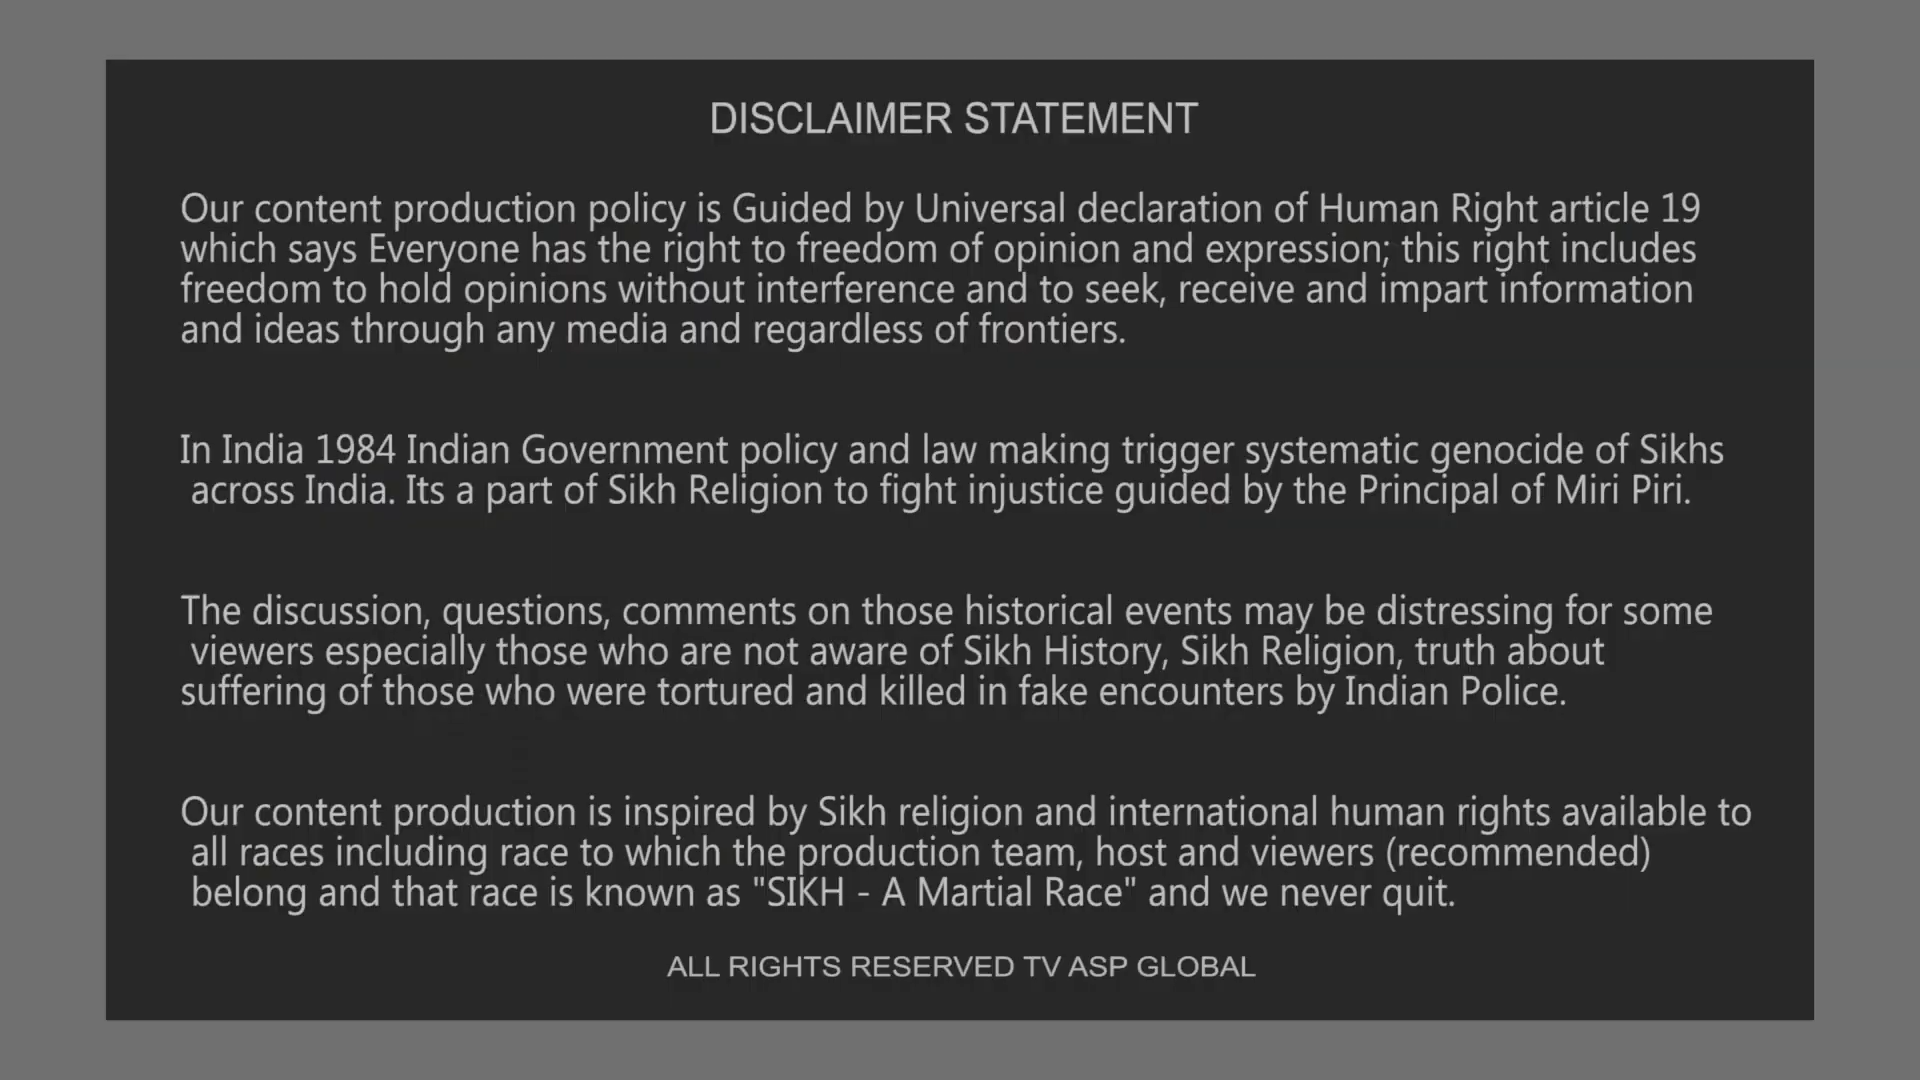 DISCLAIMER STATEMENT
Our content production policy is Guided by Universal declaration of Human Right article 19
which says Everyone has the right to freedom of opinion and expression; this right includes
freedom to hold opinions without interference and to seek, receive and impart information
and ideas through any media and regardless of frontiers.
In India 1984 Indian Government policy and law making trigger systematic genocide of Sikhs
across India. Its a part of Sikh Religion to fight injustice guided by the Principal of Miri Piri.
The discussion, questions, comments on those historical events may be distressing for some
viewers especially those who are not aware of Sikh History, Sikh Religion, truth about
suffering of those who were tortured and killed in fake encounters by Indian Police.
Our content production is inspired by Sikh religion and international human rights available to
all races including race to which the production team, host and viewers (recommended)
belong and that race is known as "SIKH - A Martial Race" and we never quit.
ALL RIGHTS RESERVED TV ASP GLOBAL